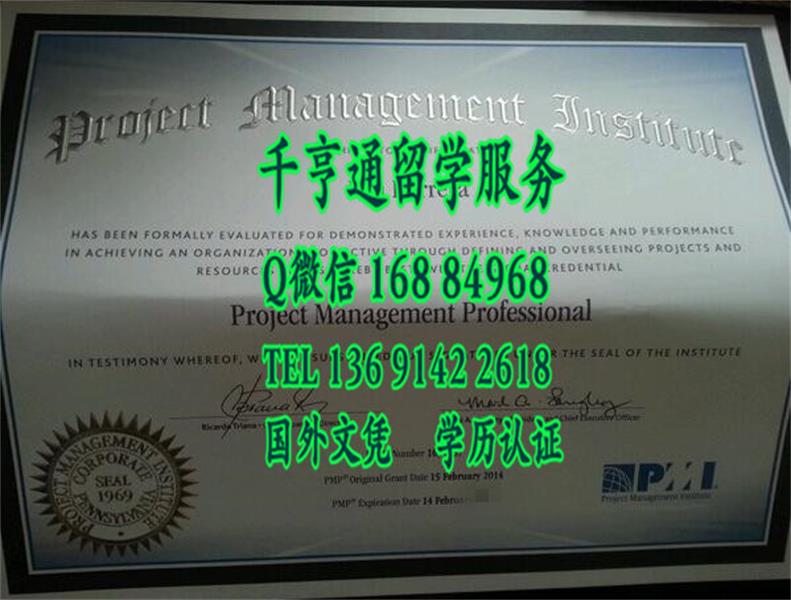 Project Management Institute
千亨通留学服务
HAS BEEN FORMALLY EVALUATED FOR DEMONSTRATED EXPERIENCE, KNOWLEDGE AND PERFORMANCE
IN ACHIEVING AN ORGANIZATION THROUGH DEFINING AND OVERSEEING PROJECTS AND
CREDENTIAL
Q微信 168 84968
Project Management Professional
IN TESTIMONY WHEREOF, THE SEAL OF THE INSTITUTE
TEL 136 9142 2618
Ricardo Triana and Chief Executive Officer
国外文凭 学历认证
Number
PMP® Original Grant Date 15 February 2014
PMP® Expiration Date 14
PROJECT MANAGEMENT INSTITUTE
CORPORATE
SEAL
1969
PENNSYLVANIA
PMI
Project Management Institute